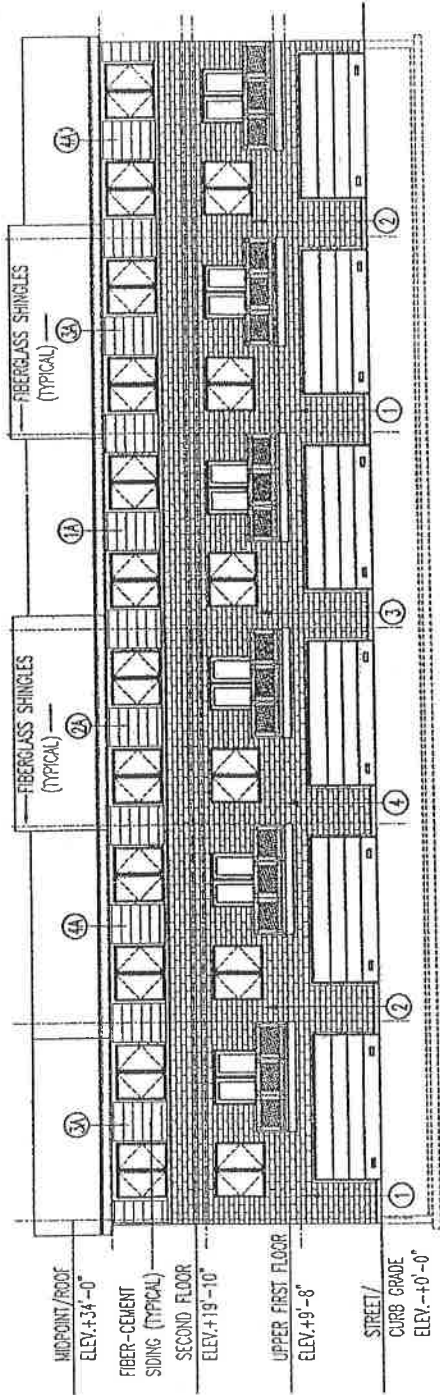 MIDPOINT/ROOF
ELEV.+34'-0"
FIBER-CEMENT
SIDING (TYPICAL)
SECOND FLOOR
ELEV.+19'-10"
UPPER FIRST FLOOR
ELEV.+9'-8"
STREET/
CURB GRADE
ELEV.-+0'-0"
FIBERGLASS SHINGLES
(TYPICAL)
FIBERGLASS SHINGLES
(TYPICAL)
3A
4A
2A
1A
3A
4A
1
2
4
3
1
2